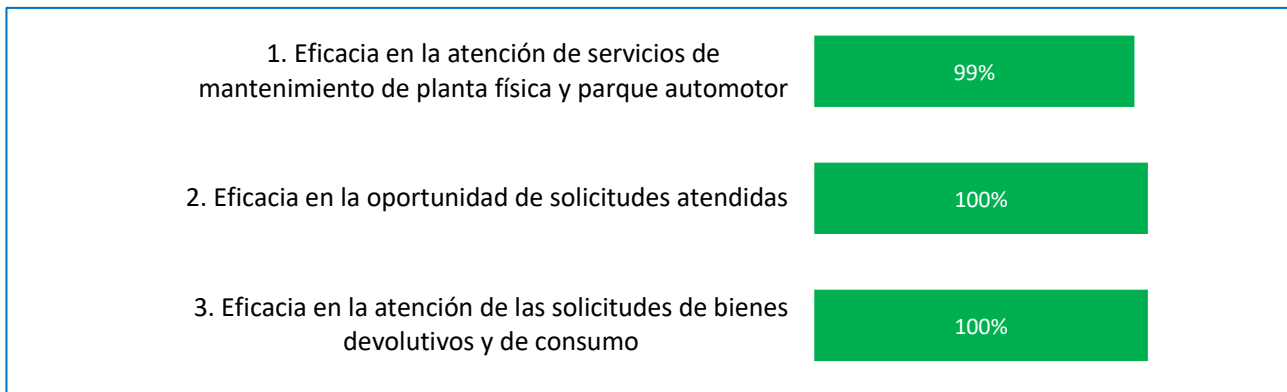 1. Eficacia en la atención de servicios de
mantenimiento de planta física y parque automotor
99%
2. Eficacia en la oportunidad de solicitudes atendidas
100%
3. Eficacia en la atención de las solicitudes de bienes
devolutivos y de consumo
100%